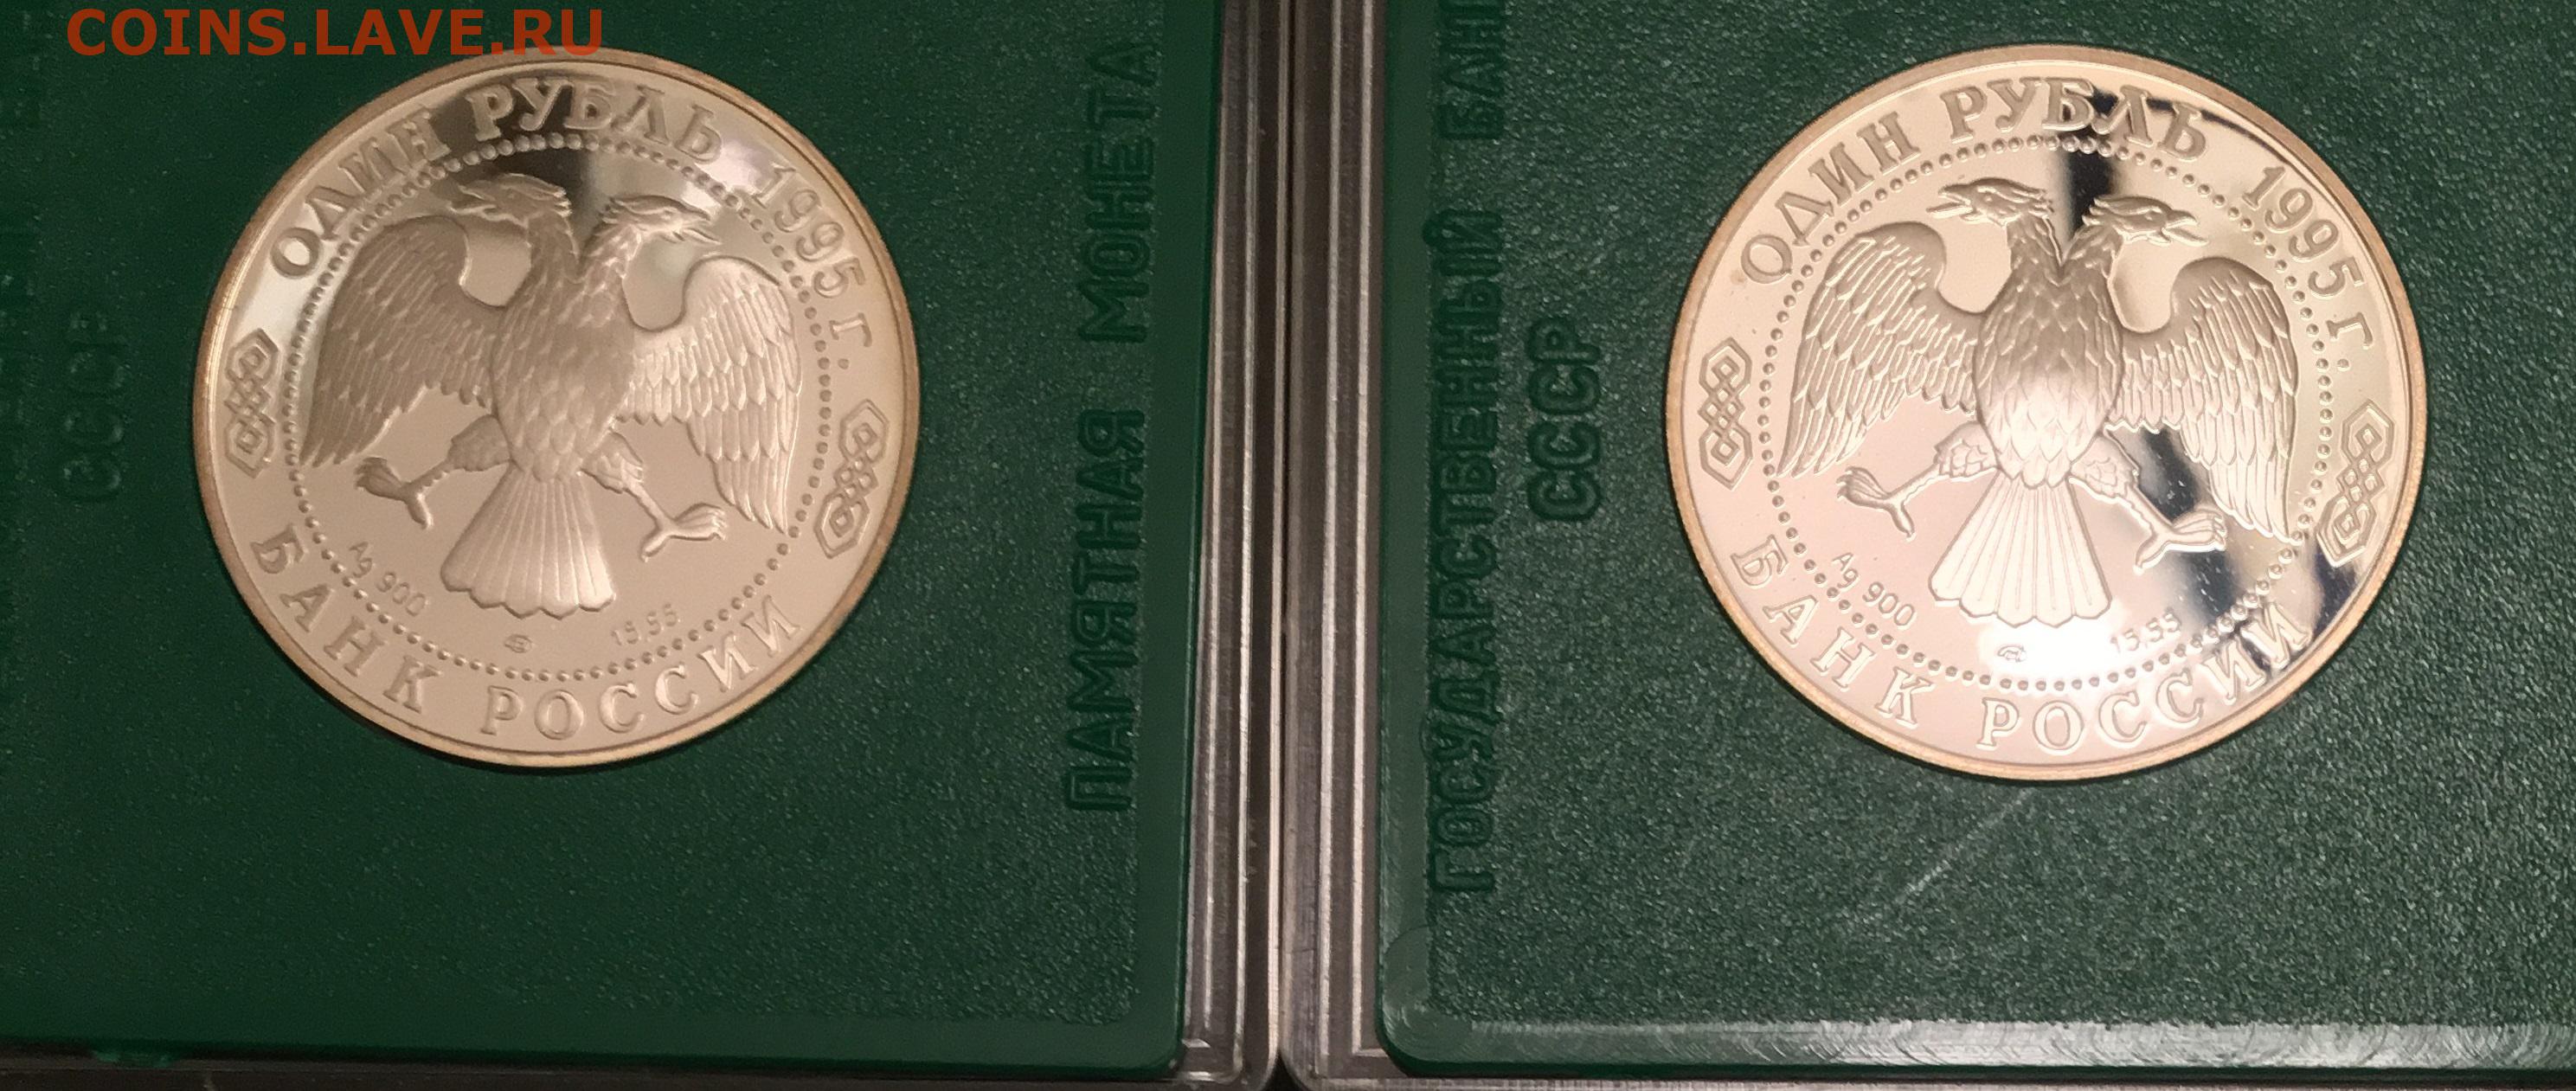 COINS.LAVE.RU
ОДИН РУБЛЬ 1995 г.
Ag 900
15,55
БАНК РОССИИ
СССР
ПАМЯТНАЯ МОНЕТА
ГОСУДАРСТВЕННЫЙ
СССР
ОДИН РУБЛЬ 1995 г.
Ag 900
15,55
БАНК РОССИИ